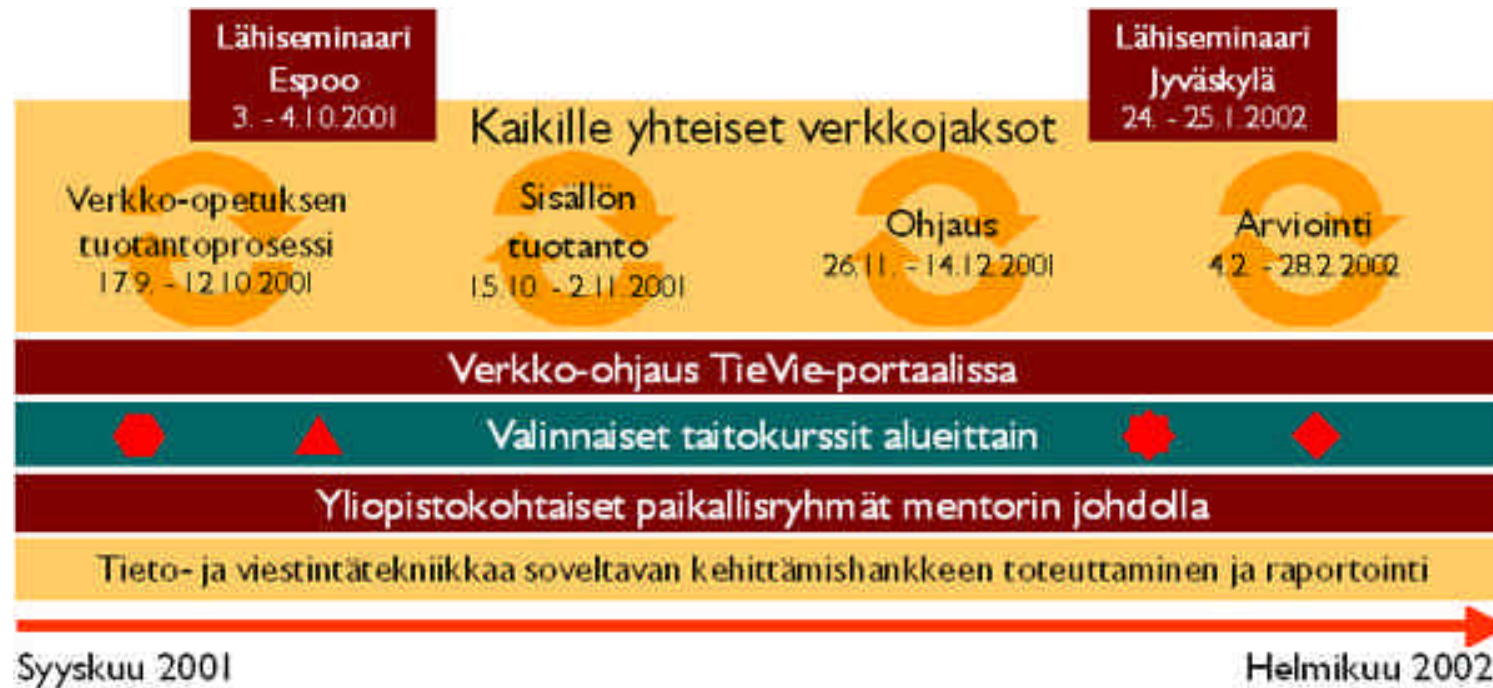 Lähiseminaari
Espoo
3. - 4.10.2001
Lähiseminaari
Jyväskylä
24. - 25.1.2002
Kaikille yhteiset verkkojaksot
Verkko-opetuksen
tuotantoprosessi
17.9. - 12.10.2001
Sisällön
tuotanto
15.10. - 2.11.2001
Ohjaus
26.11. - 14.12.2001
Arviointi
4.2. - 28.2.2002
Verkko-ohjaus TieVie-portaalissa
Valinnaiset taitokurssit alueittain
Yliopistokohtaiset paikallisryhmät mentorin johdolla
Tieto- ja viestintätekniikkaa soveltavan kehittämishankkeen toteuttaminen ja raportointi
Syyskuu 2001
Helmikuu 2002